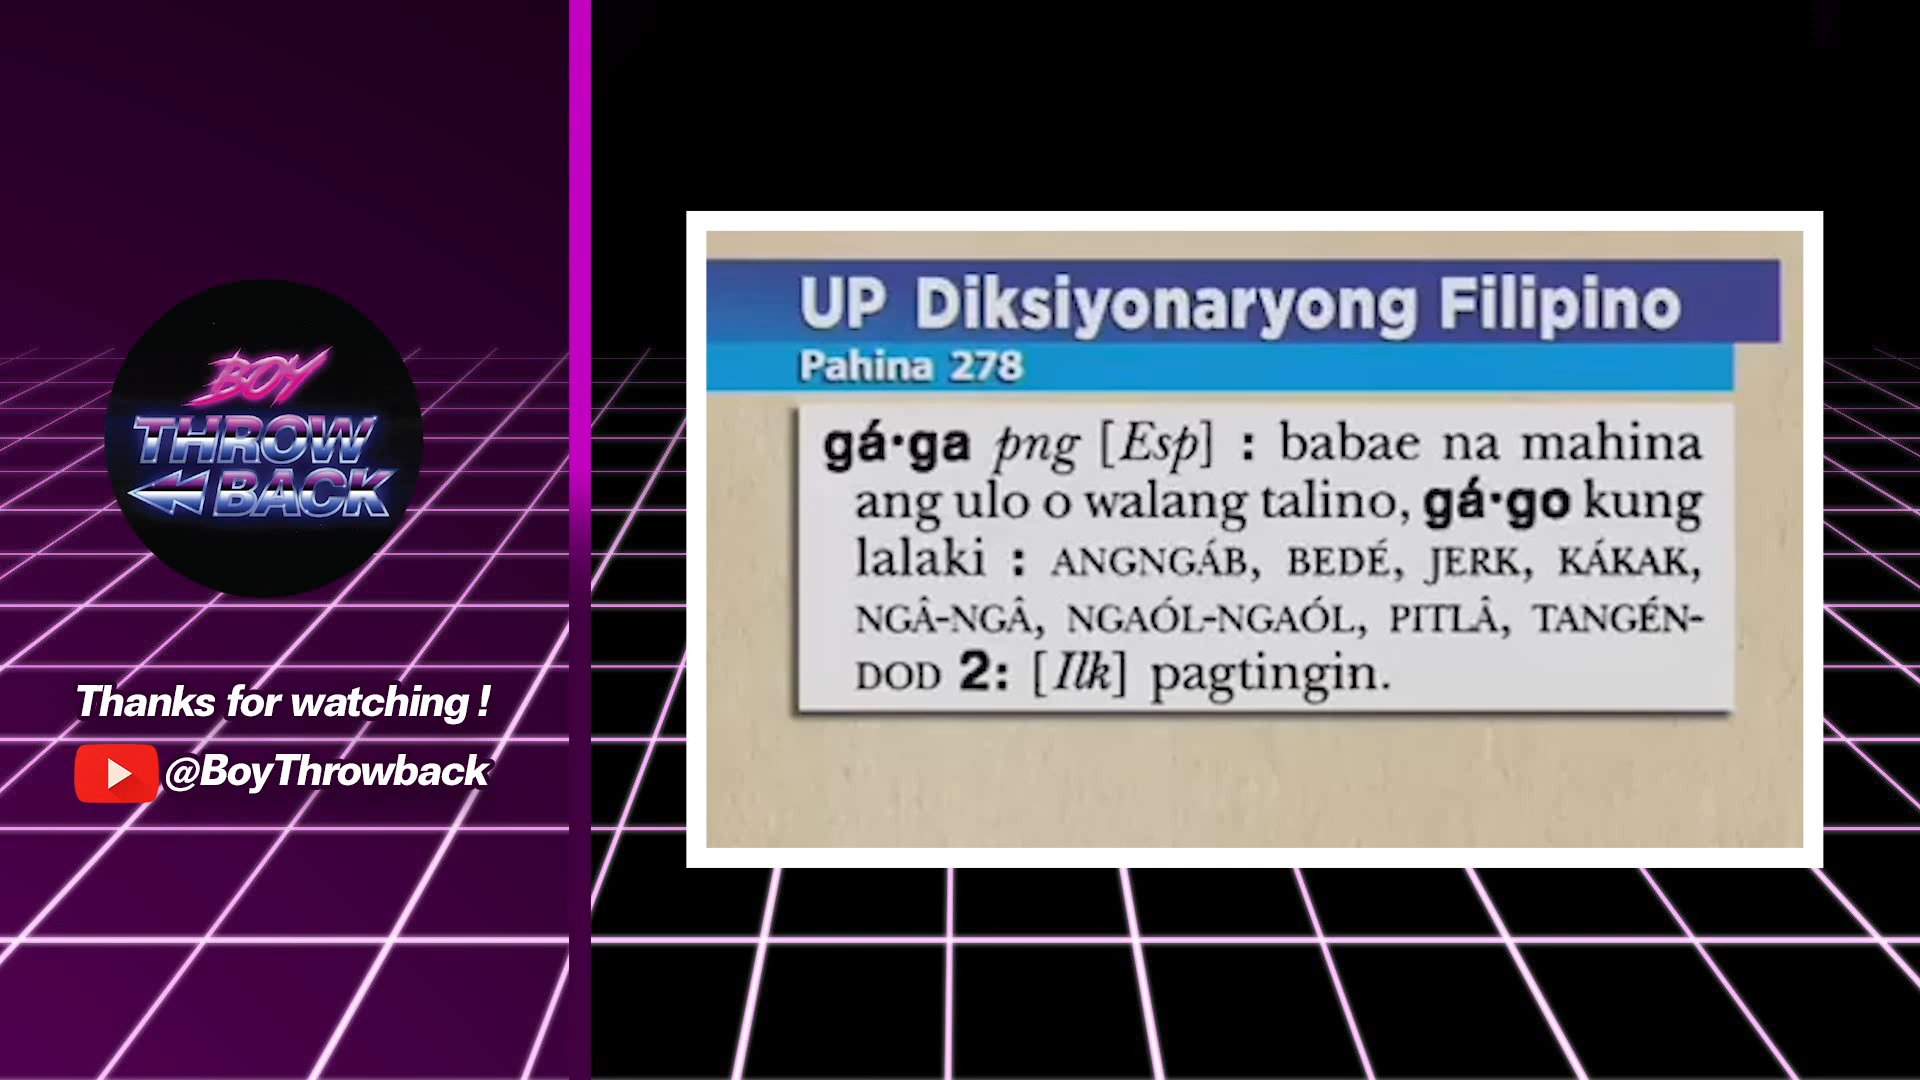 BOY
THROW
BACK
Thanks for watching !
@BoyThrowback
UP Diksiyonaryong Filipino
Pahina 278
gá·ga png [Esp] : babae na mahina
ang ulo o walang talino, gá·go kung
lalaki : ANGNGÁB, BEDÉ, JERK, KÁKAK,
NGÂ-NGÂ, NGAÓL-NGAÓL, PITLÂ, TANGÉN-
DOD 2: [Ilk] pagtingin.